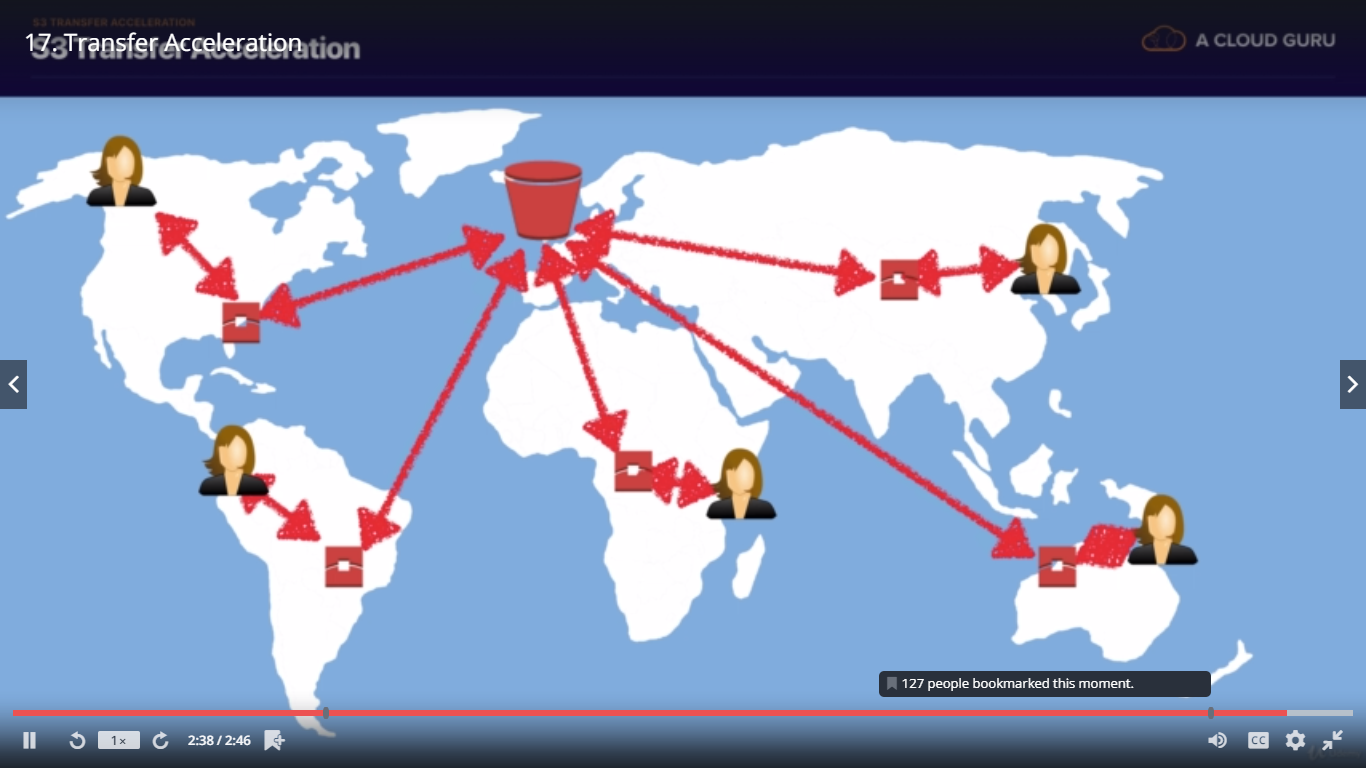 S3 TRANSFER ACCELERATION
17. Transfer Acceleration
S3 Transfer Acceleration
A CLOUD GURU
127 people bookmarked this moment.
1×
2:38 / 2:46
CC